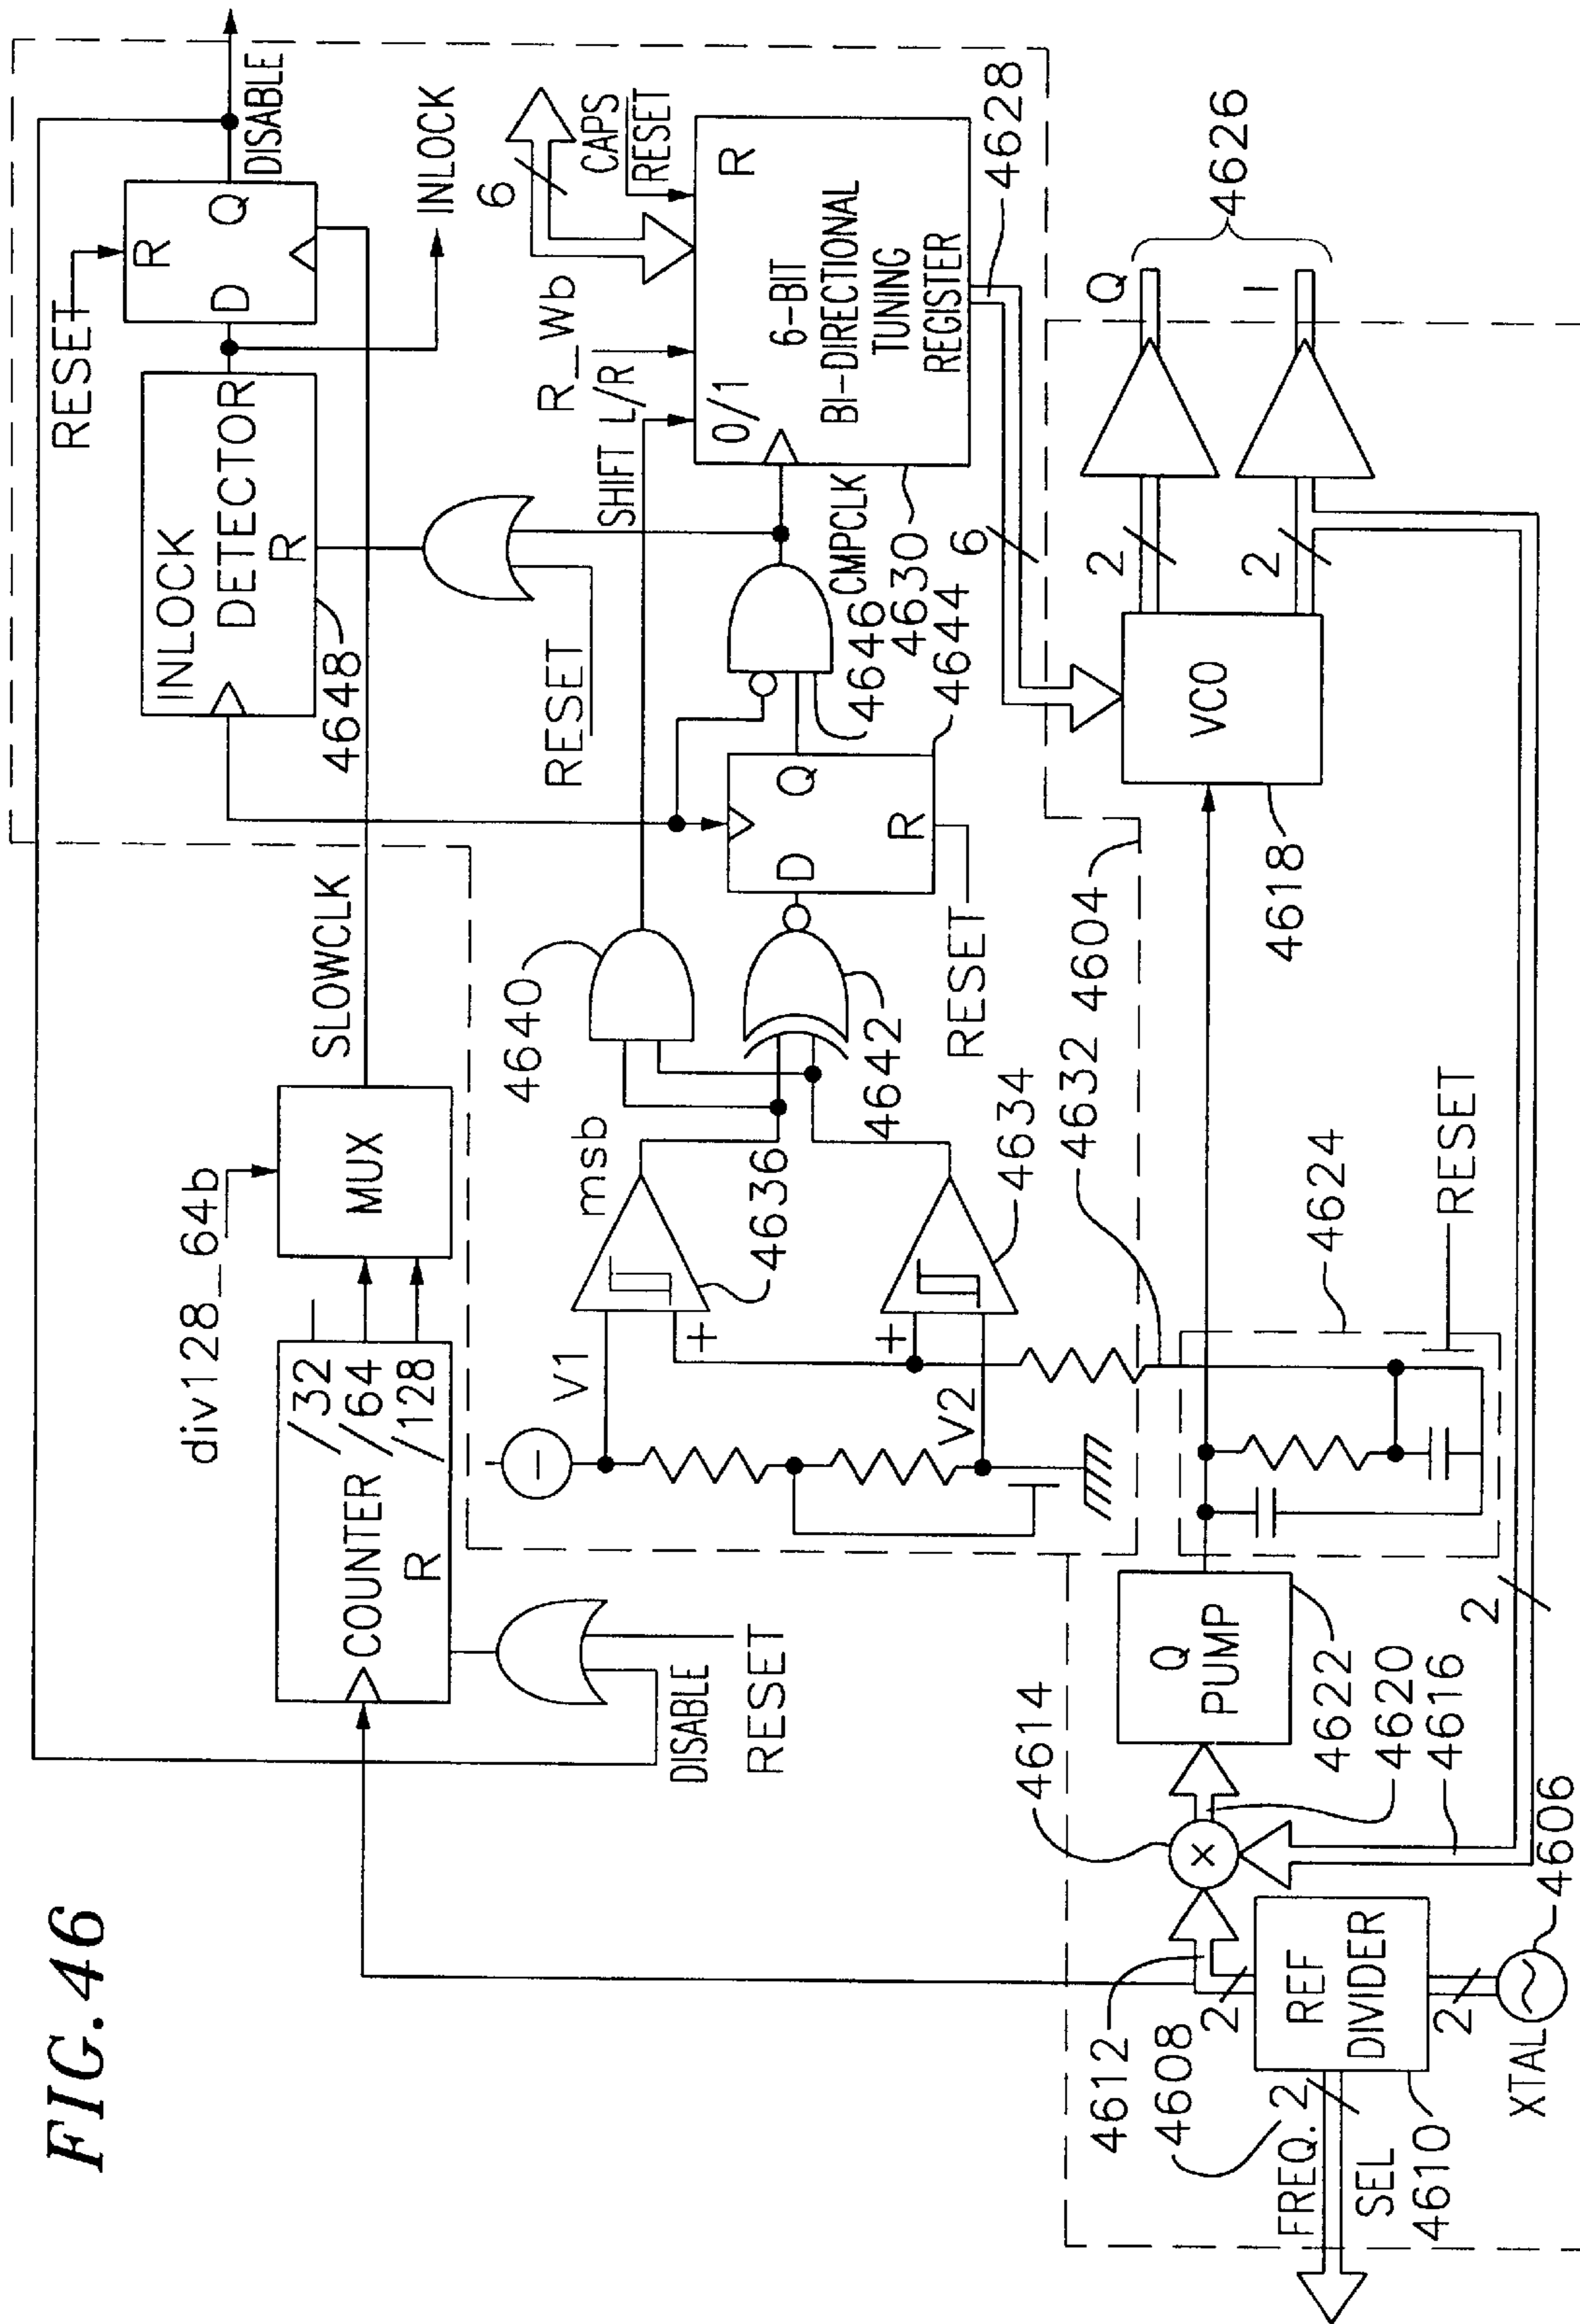 FIG. 46
RESET
R
D Q
DISABLE
INLOCK
DETECTOR
R
4648
INLOCK
RESET
SLOWCLK
div128_64b
MUX
COUNTER
/32
/64
/128
R
DISABLE
RESET
6
CAPS
RESET
R_Wb
SHIFT L/R
0/1
R
6-BIT
BI-DIRECTIONAL
TUNING
REGISTER
4628
CMPCLK
4646
4630
4644
6
D Q
R
RESET
4640
4642
msb
4636
4634
V1
+
+
V2
4632
4604
4624
RESET
4618
VCO
2
2
Q
I
4626
Q
PUMP
4622
4620
4616
2
4614
X
4612
4608
2
REF
DIVIDER
2
FREQ.
SEL
4610
2
XTAL
4606